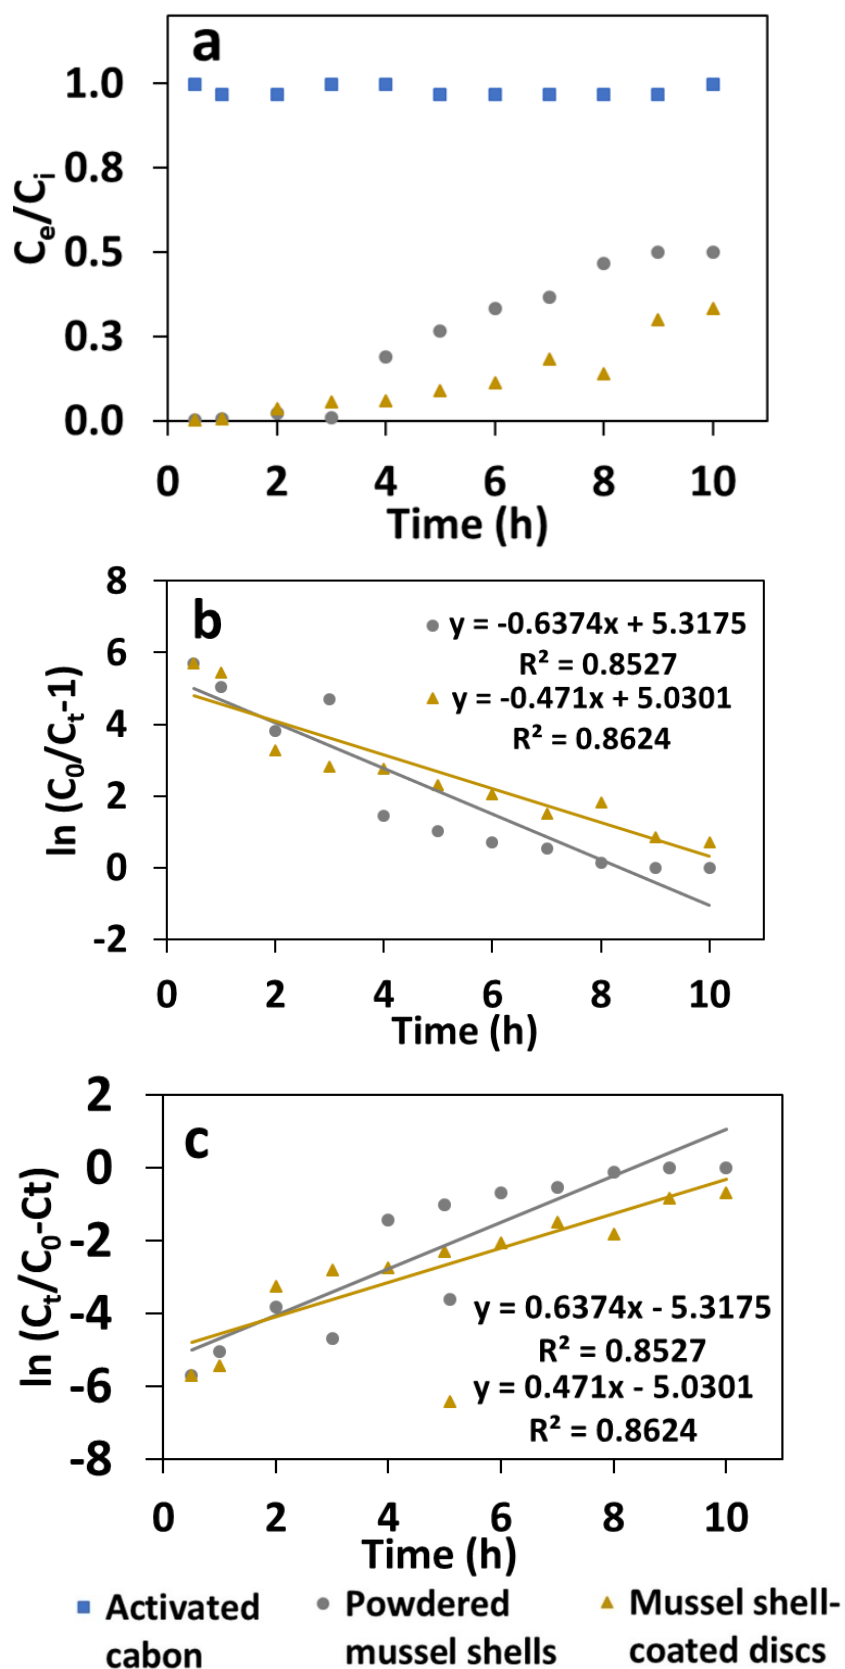 a
1.0
0.8
0.5
0.3
0.0
Cₑ/Cᵢ
0 2 4 6 8 10
Time (h)
b
8
6
4
2
0
-2
ln (C₀/Cₜ-1)
y = -0.6374x + 5.3175
R² = 0.8527
y = -0.471x + 5.0301
R² = 0.8624
0 2 4 6 8 10
Time (h)
c
2
0
-2
-4
-6
-8
ln (Cₜ/C₀-Ct)
y = 0.6374x - 5.3175
R² = 0.8527
y = 0.471x - 5.0301
R² = 0.8624
0 2 4 6 8 10
Time (h)
Activated
cabon
Powdered
mussel shells
Mussel shell-
coated discs